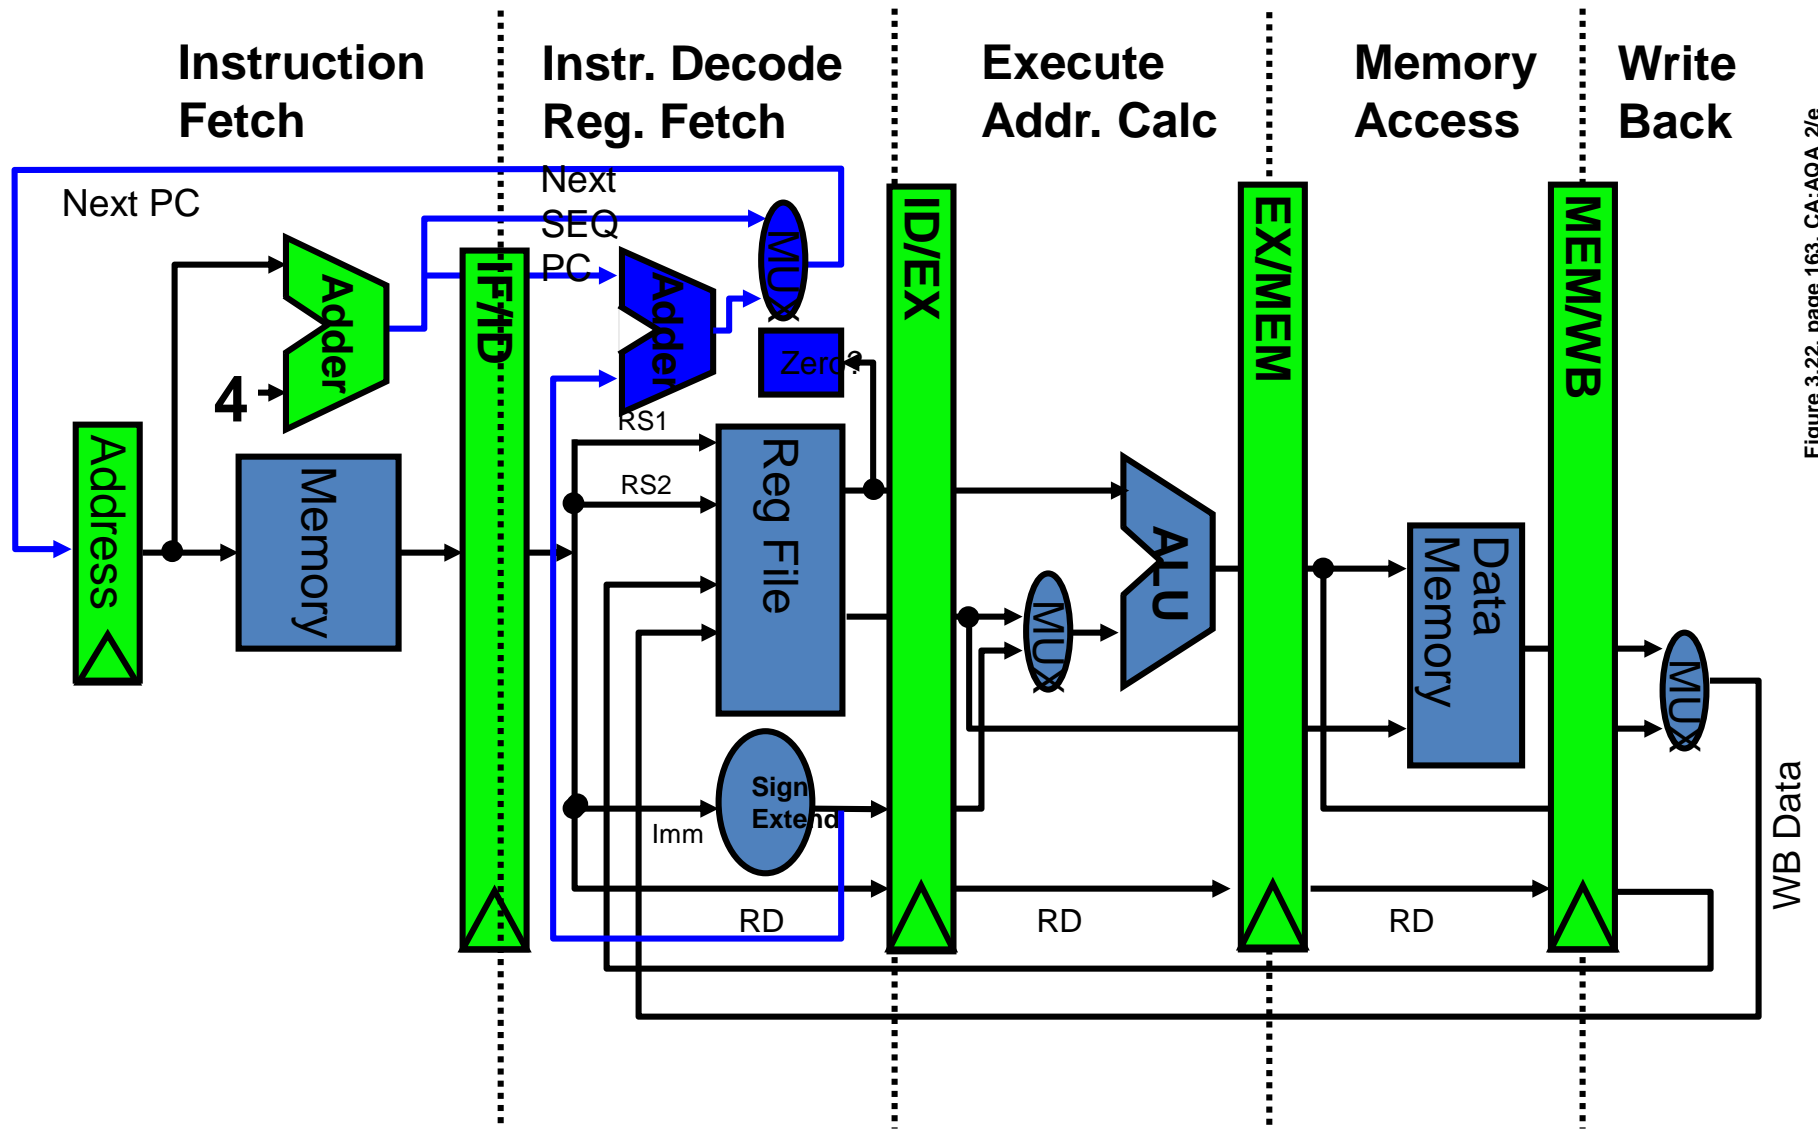 Instruction
Fetch
Instr. Decode
Reg. Fetch
Execute
Addr. Calc
Memory
Access
Write
Back
Figure 3.22, page 163, CA:AQA 2/e
Next PC
Next
SEQ
PC
MUX
Adder
IF/ID
Adder
Zero?
ID/EX
EX/MEM
MEM/WB
4
RS1
Address
Memory
RS2
Reg File
ALU
MUX
Data
Memory
MUX
Sign
Extend
Imm
WB Data
RD
RD
RD